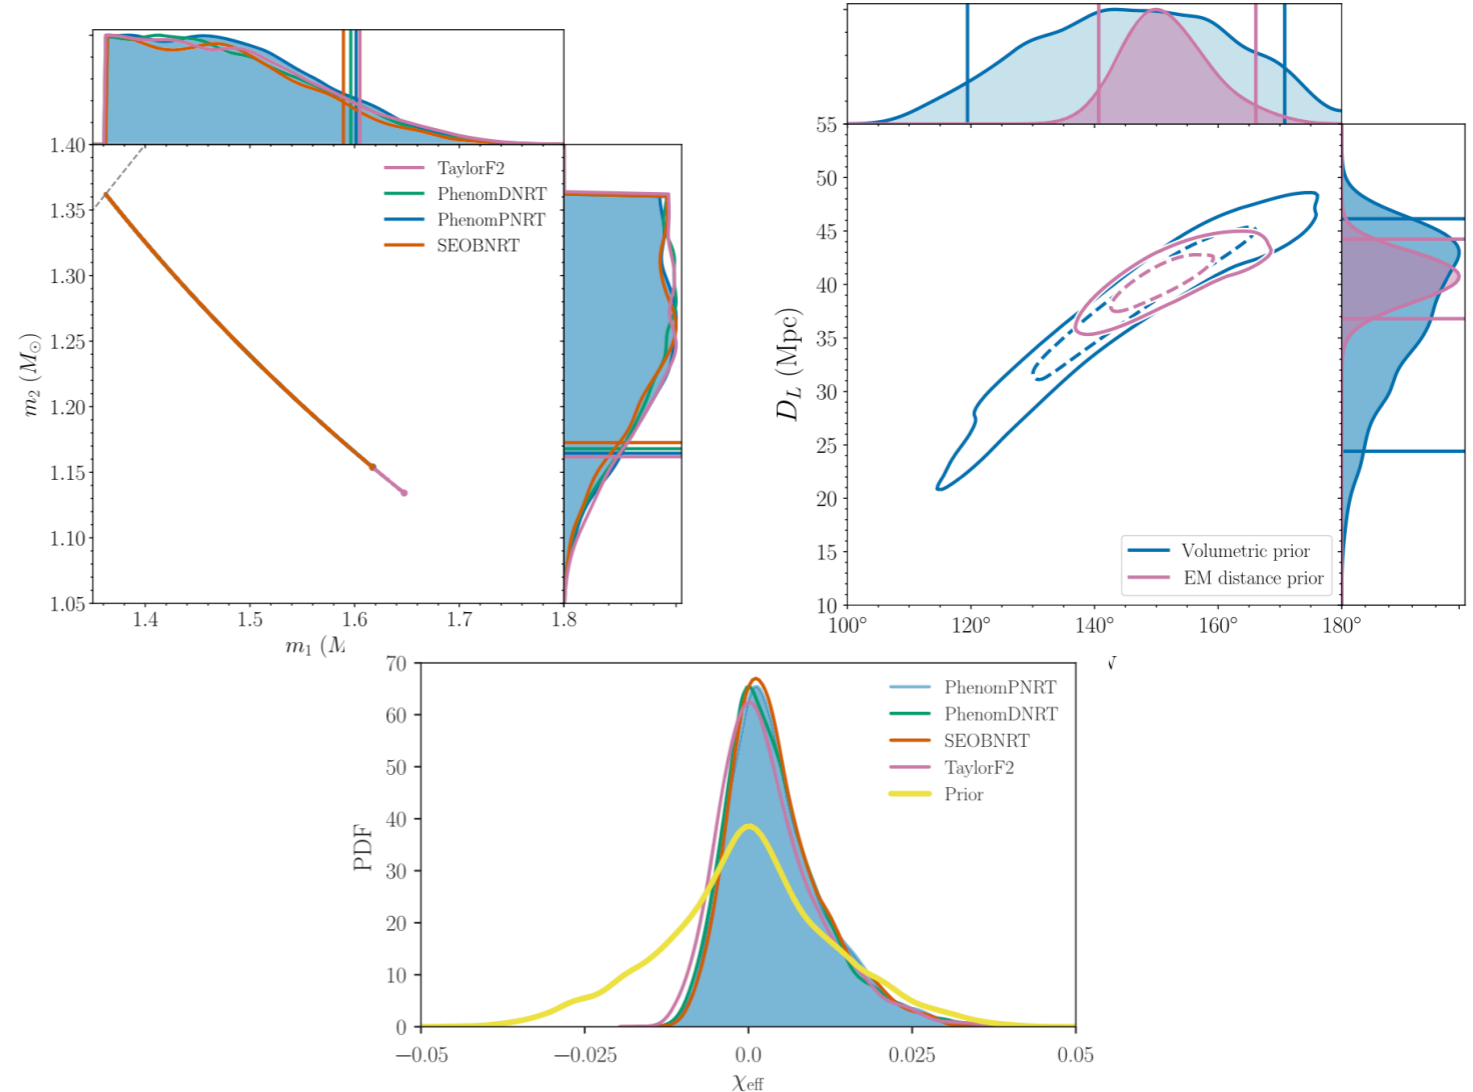 1.40
1.35
1.30
1.25
1.20
1.15
1.10
1.05
m₂ (M⊙)
TaylorF2
PhenomDNRT
PhenomPNRT
SEOBNRT
1.4 1.5 1.6 1.7 1.8
m₁ (M
55
50
45
40
35
30
25
20
15
10
D_L (Mpc)
Volumetric prior
EM distance prior
100° 120° 140° 160° 180°
70
60
50
40
30
20
10
0
PDF
PhenomPNRT
PhenomDNRT
SEOBNRT
TaylorF2
Prior
−0.05 −0.025 0.0 0.025 0.05
χ_eff